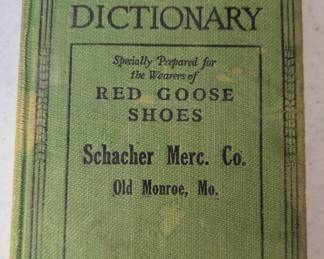 DICTIONARY
Specially Prepared for
the Wearers of
RED GOOSE
SHOES
Schacher Merc. Co.
Old Monroe, Mo.